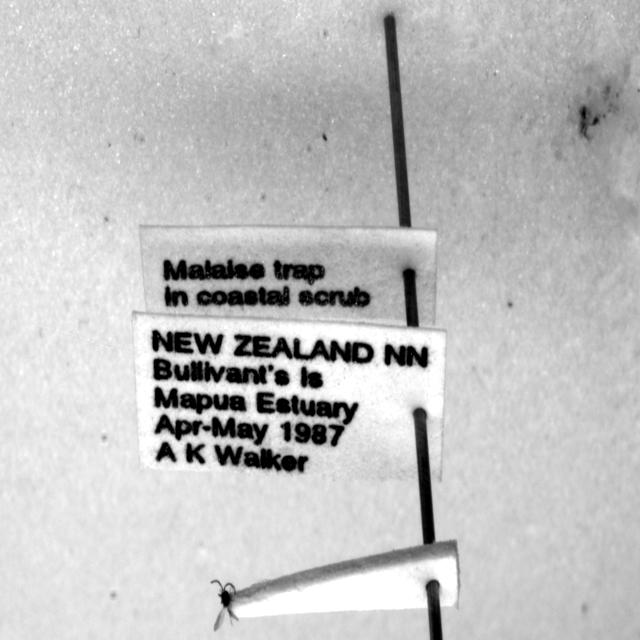 Malaise trap
in coastal scrub
NEW ZEALAND NN
Bullivant's Is
Mapua Estuary
Apr-May 1987
A K Walker